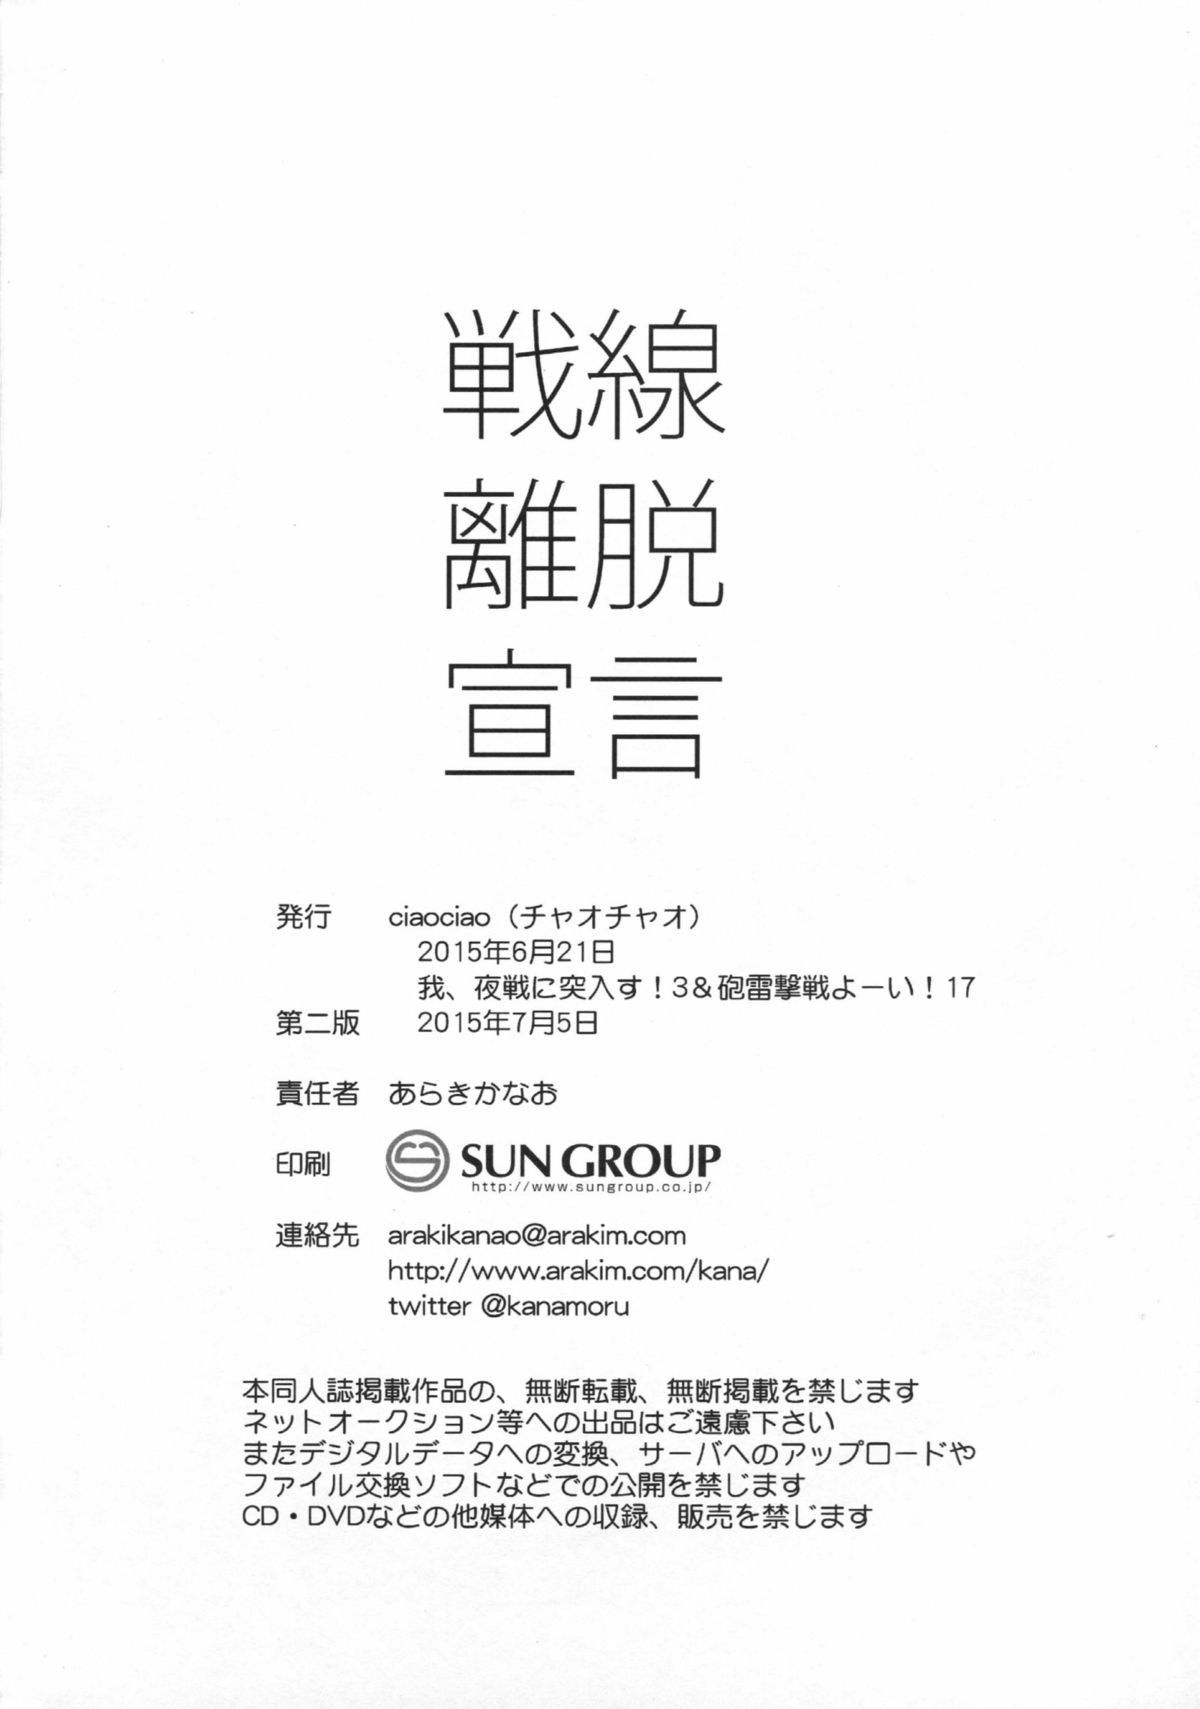 戦線
離脱
宣言
発行 ciaociao（チャオチャオ）
2015年6月21日
我、夜戦に突入す！3＆砲雷撃戦よーい！17
第二版 2015年7月5日
責任者 あらきかなお
印刷 SUN GROUP
http://www.sungroup.co.jp/
連絡先 arakikanao@arakim.com
http://www.arakim.com/kana/
twitter @kanamoru
本同人誌掲載作品の、無断転載、無断掲載を禁じます
ネットオークション等への出品はご遠慮下さい
またデジタルデータへの変換、サーバへのアップロードや
ファイル交換ソフトなどでの公開を禁じます
CD・DVDなどの他媒体への収録、販売を禁じます